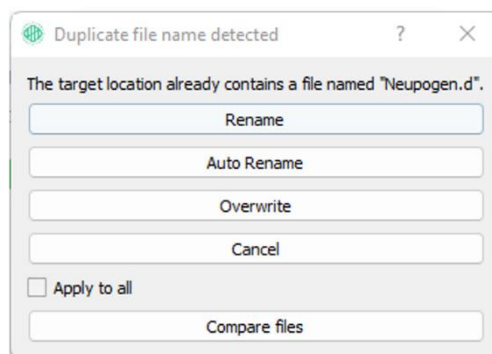 Duplicate file name detected ?
The target location already contains a file named "Neupogen.d".
Rename
Auto Rename
Overwrite
Cancel
Apply to all
Compare files